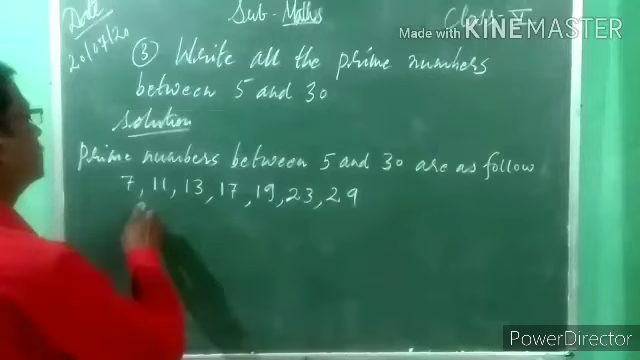 Date
20/07/20
Sub- Maths
Class-V
Made with KINEMASTER
③ Write all the prime numbers
between 5 and 30
Solution
Prime numbers between 5 and 30 are as follow
7, 11, 13, 17, 19, 23, 29
PowerDirector